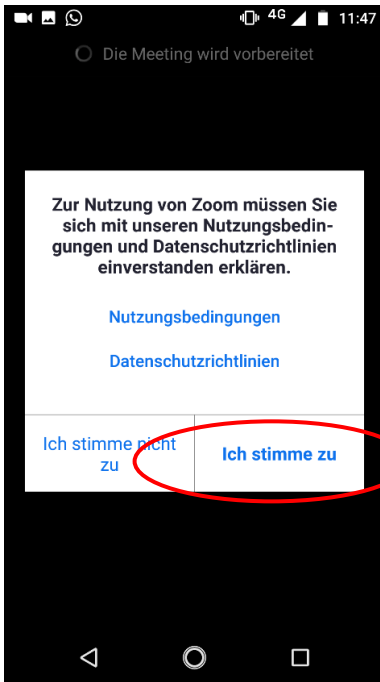 4G 11:47
Die Meeting wird vorbereitet
Zur Nutzung von Zoom müssen Sie
sich mit unseren Nutzungsbedin-
gungen und Datenschutzrichtlinien
einverstanden erklären.
Nutzungsbedingungen
Datenschutzrichtlinien
Ich stimme nicht
zu
Ich stimme zu